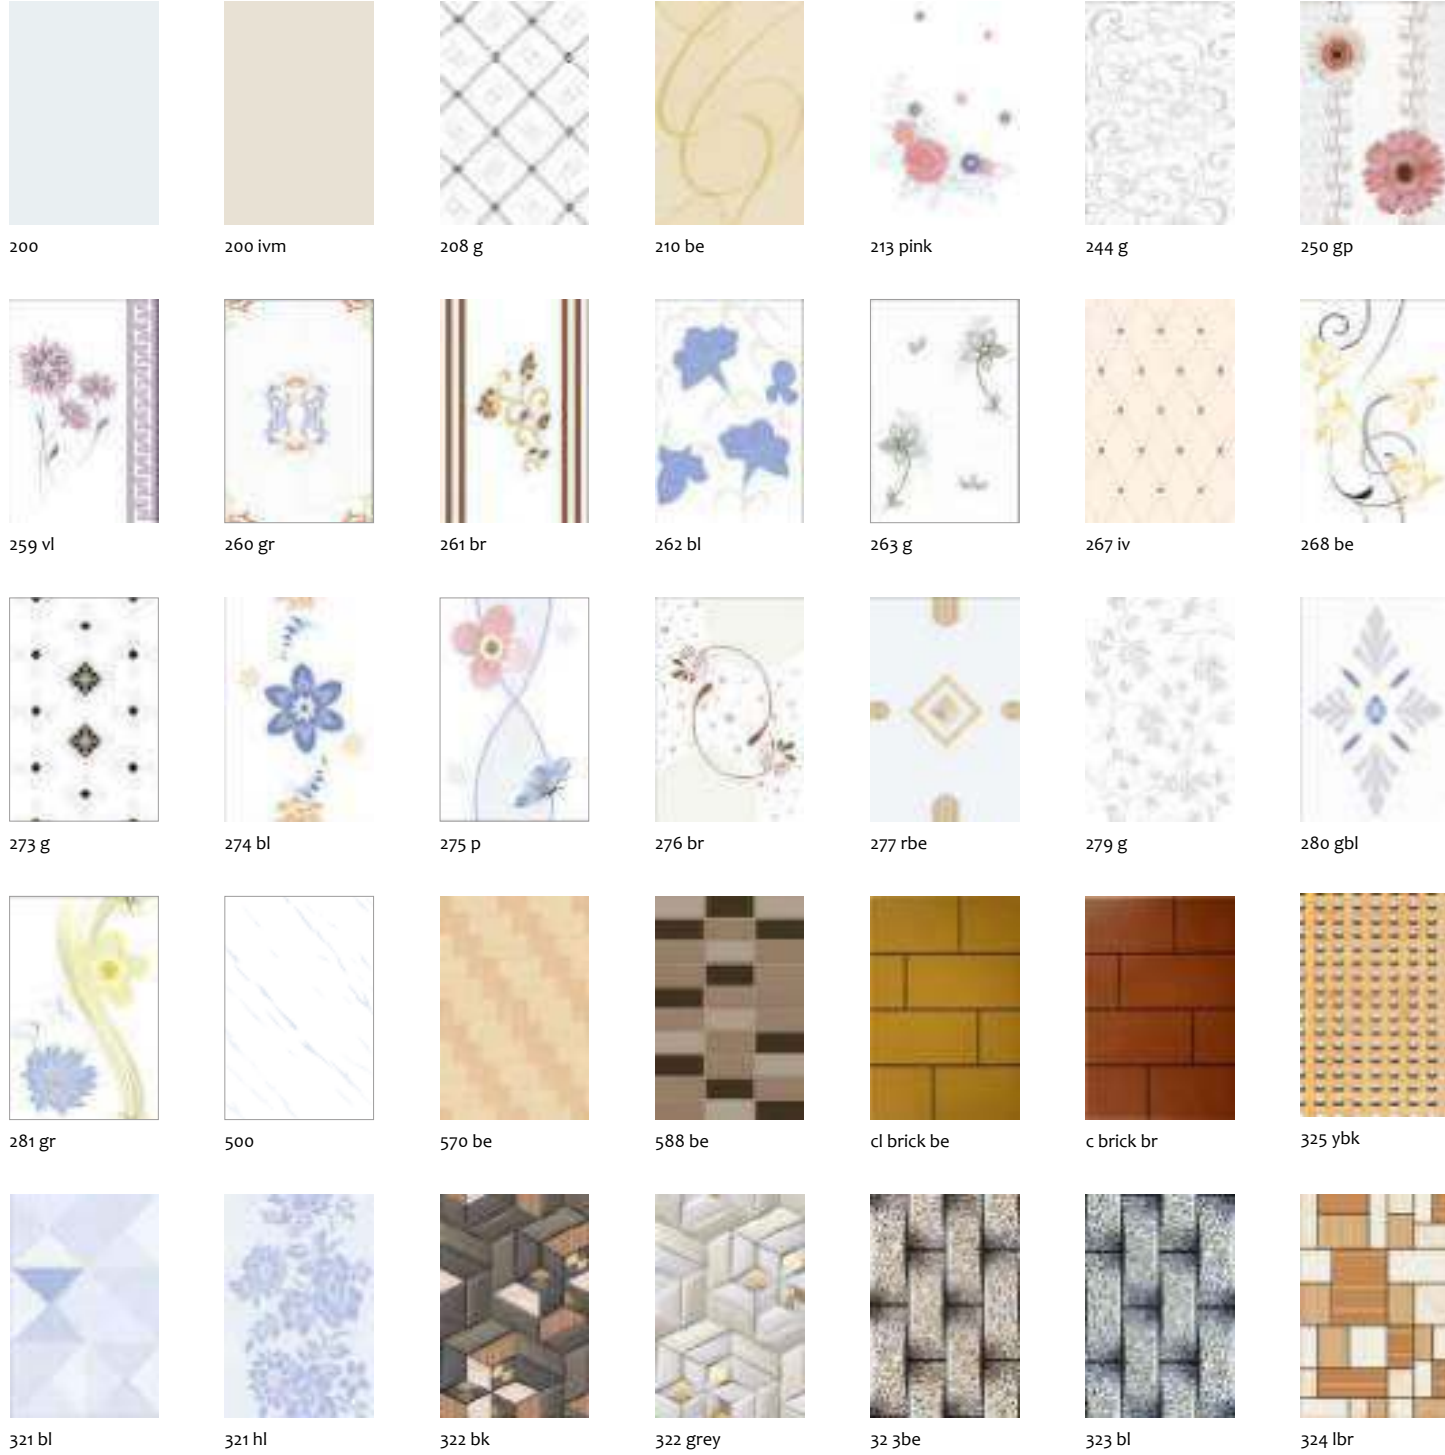 200
200 ivm
208 g
210 be
213 pink
244 g
250 gp
259 vl
260 gr
261 br
262 bl
263 g
267 iv
268 be
273 g
274 bl
275 p
276 br
277 rbe
279 g
280 gbl
281 gr
500
570 be
588 be
cl brick be
c brick br
325 ybk
321 bl
321 hl
322 bk
322 grey
32 3be
323 bl
324 lbr